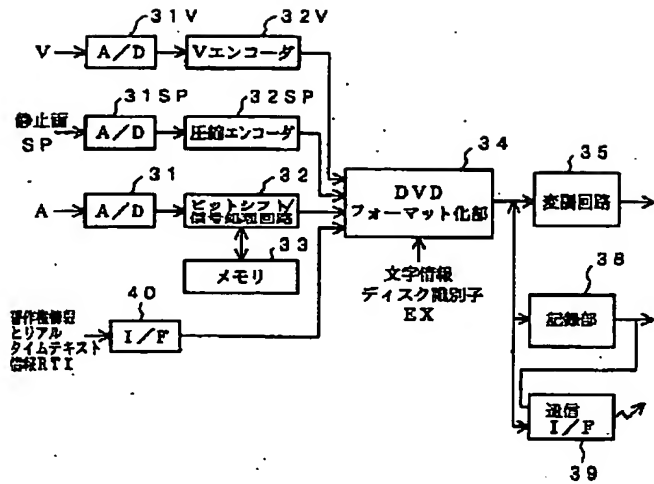 31V
32V
V
A/D
Vエンコーダ
静止画
SP
31SP
32SP
A/D
圧縮エンコーダ
34
35
A
31
32
A/D
ビットシフト/
信号処理回路
DVD
フォーマット化部
変調回路
33
メモリ
文字情報
ディスク識別子
EX
38
記録部
著作権情報
とリアル
タイムテキスト
情報RTI
40
I/F
通信
I/F
39